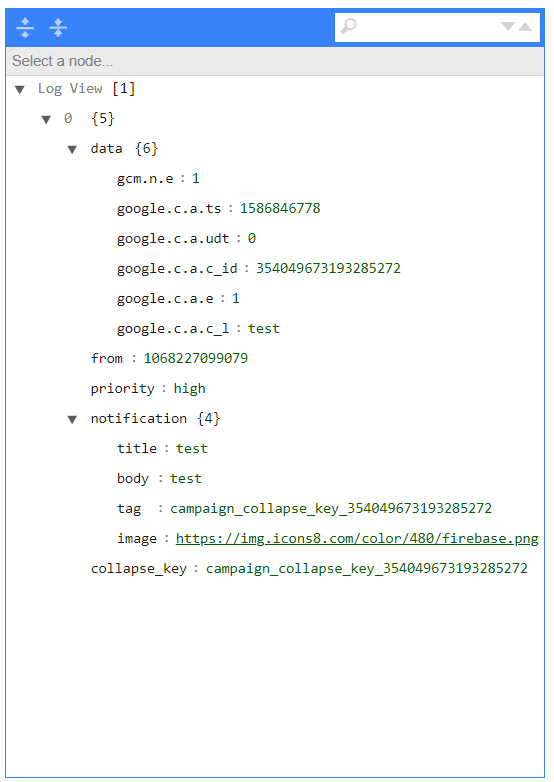 Select a node...
Log View [1]
0 {5}
data {6}
gcm.n.e : 1
google.c.a.ts : 1586846778
google.c.a.udt : 0
google.c.a.c_id : 354049673193285272
google.c.a.e : 1
google.c.a.c_l : test
from : 1068227099079
priority : high
notification {4}
title : test
body : test
tag : campaign_collapse_key_354049673193285272
image : https://img.icons8.com/color/480/firebase.png
collapse_key : campaign_collapse_key_354049673193285272